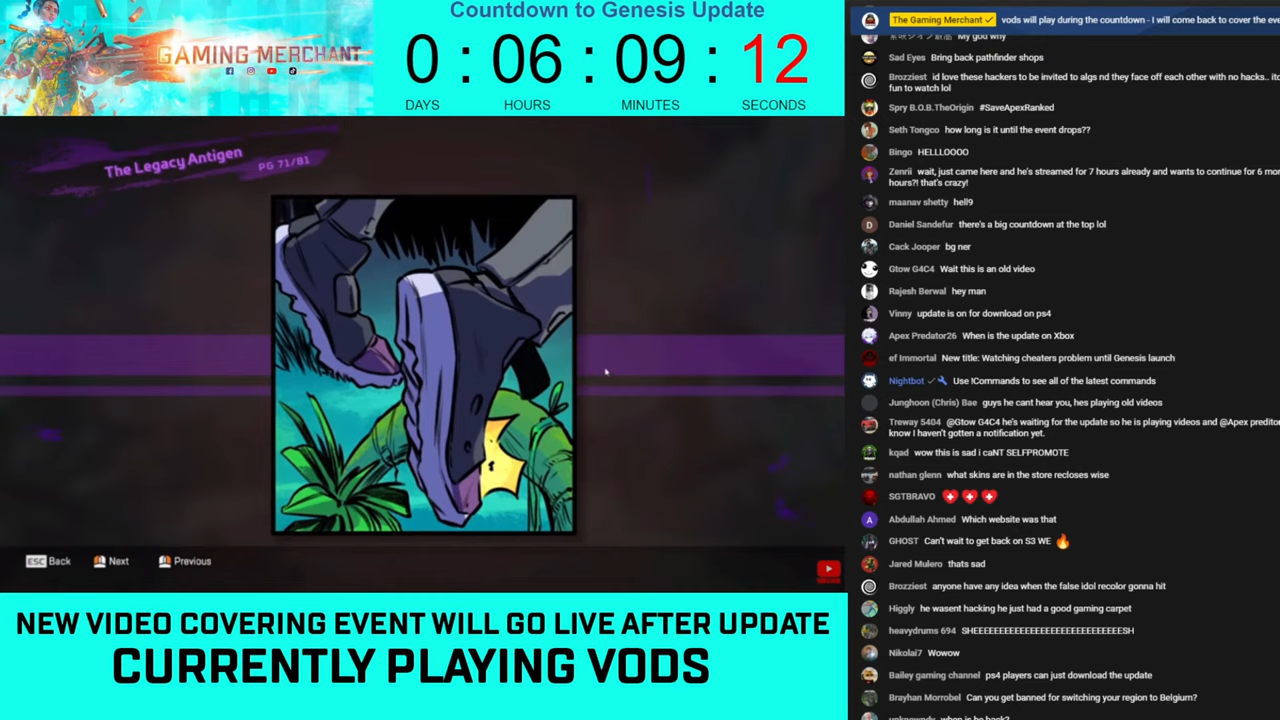 GAMING MERCHANT
Countdown to Genesis Update
0 : 06 : 09 : 12
DAYS HOURS MINUTES SECONDS
The Legacy Antigen PG 71/81
ESC Back Next Previous
NEW VIDEO COVERING EVENT WILL GO LIVE AFTER UPDATE
CURRENTLY PLAYING VODS
The Gaming Merchant vods will play during the countdown - I will come back to cover the eve
My god why
Sad Eyes Bring back pathfinder shops
Brozziest id love these hackers to be invited to algs nd they face off each other with no hacks.. itd
fun to watch lol
Spry B.O.B.TheOrigin #SaveApexRanked
Seth Tongco how long is it until the event drops??
Bingo HELLLOOOO
Zenrii wait, just came here and he's streamed for 7 hours already and wants to continue for 6 mor
hours?! that's crazy!
maanav shetty hell9
D Daniel Sandefur there's a big countdown at the top lol
Cack Jooper bg ner
Gtow G4C4 Wait this is an old video
Rajesh Berwal hey man
Vinny update is on for download on ps4
Apex Predator26 When is the update on Xbox
ef Immortal New title: Watching cheaters problem until Genesis launch
Nightbot Use !Commands to see all of the latest commands
Junghoon (Chris) Bae guys he cant hear you, hes playing old videos
Treway 5404 @Gtow G4C4 he's waiting for the update so he is playing videos and @Apex preditor
know I haven't gotten a notification yet.
kqad wow this is sad i caNT SELFPROMOTE
nathan glenn what skins are in the store recloses wise
SGTBRAVO
A Abdullah Ahmed Which website was that
GHOST Can't wait to get back on S3 WE
Jared Mulero thats sad
Brozziest anyone have any idea when the false idol recolor gonna hit
Higgly he wasent hacking he just had a good gaming carpet
heavydrums 694 SHEEEEEEEEEEEEEEEEEEEEEEEEEEEESH
Nikolai7 Wowow
Bailey gaming channel ps4 players can just download the update
Brayhan Morrobel Can you get banned for switching your region to Belgium?
when is he back?